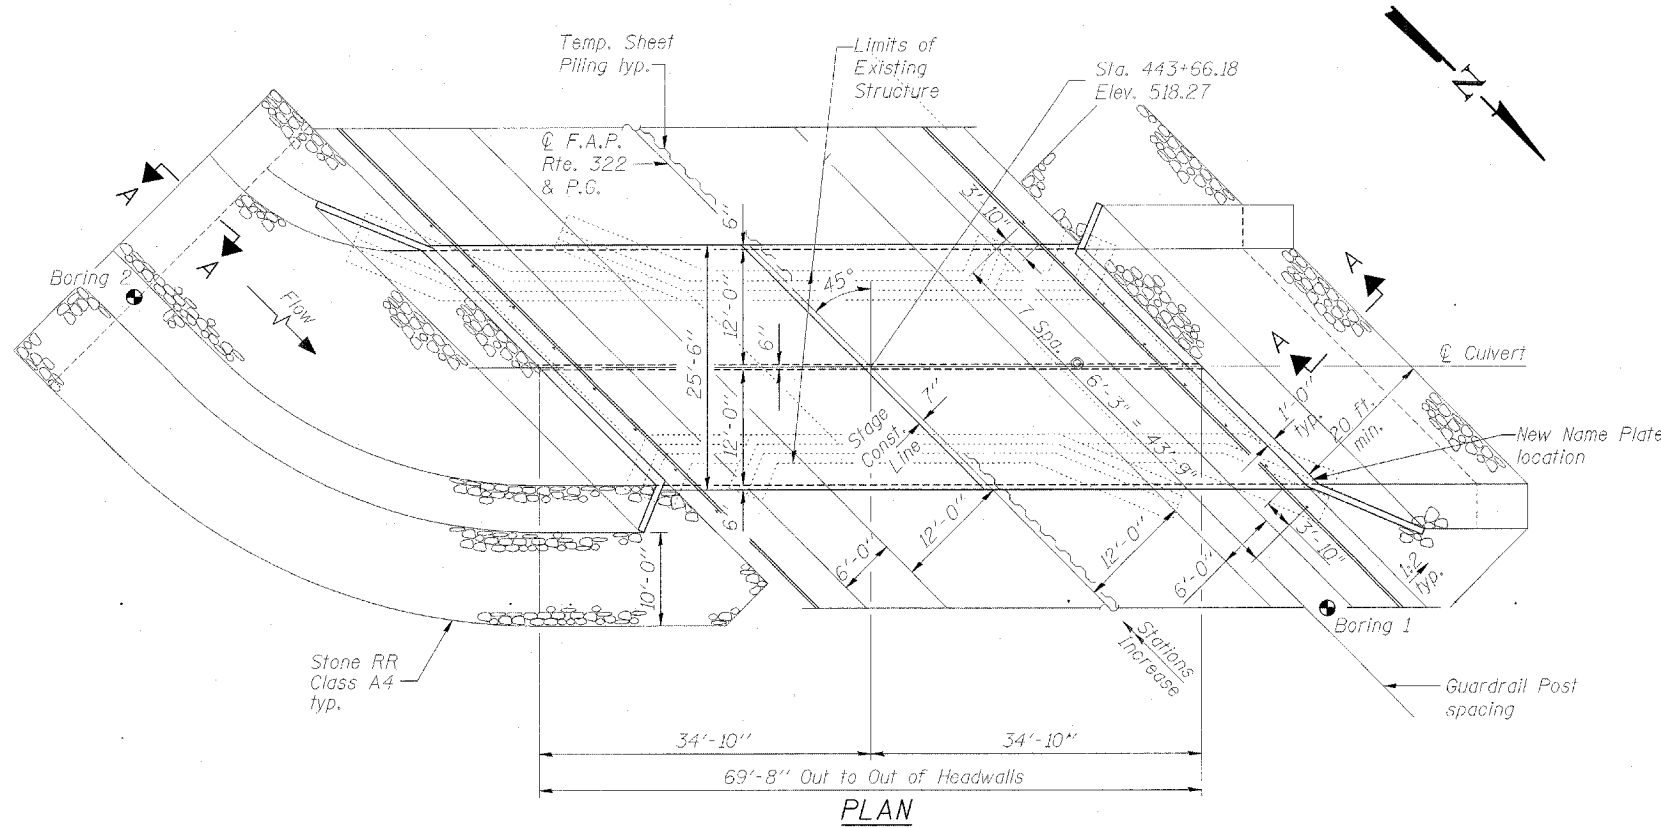 Temp. Sheet
Piling typ.
Limits of
Existing
Structure
Sta. 443+66.18
Elev. 518.27
N
℄ F.A.P.
Rte. 322
& P.G.
A
A
Boring 2
Flow
6"
3'-10"
45°
12'-0"
25'-6"
6"
7 Spa. @ 6'-3" = 43'-9"
A
A
℄ Culvert
12'-0"
7"
Stage
Const.
Line
1'-0"
typ.
20 ft.
min.
New Name Plate
location
6"
6'-0"
12'-0"
12'-0"
6'-0"
3'-10"
1:2
typ.
10'-0"
Boring 1
Stations
Increase
Stone RR
Class A4
typ.
Guardrail Post
spacing
34'-10"
34'-10"
69'-8" Out to Out of Headwalls
PLAN